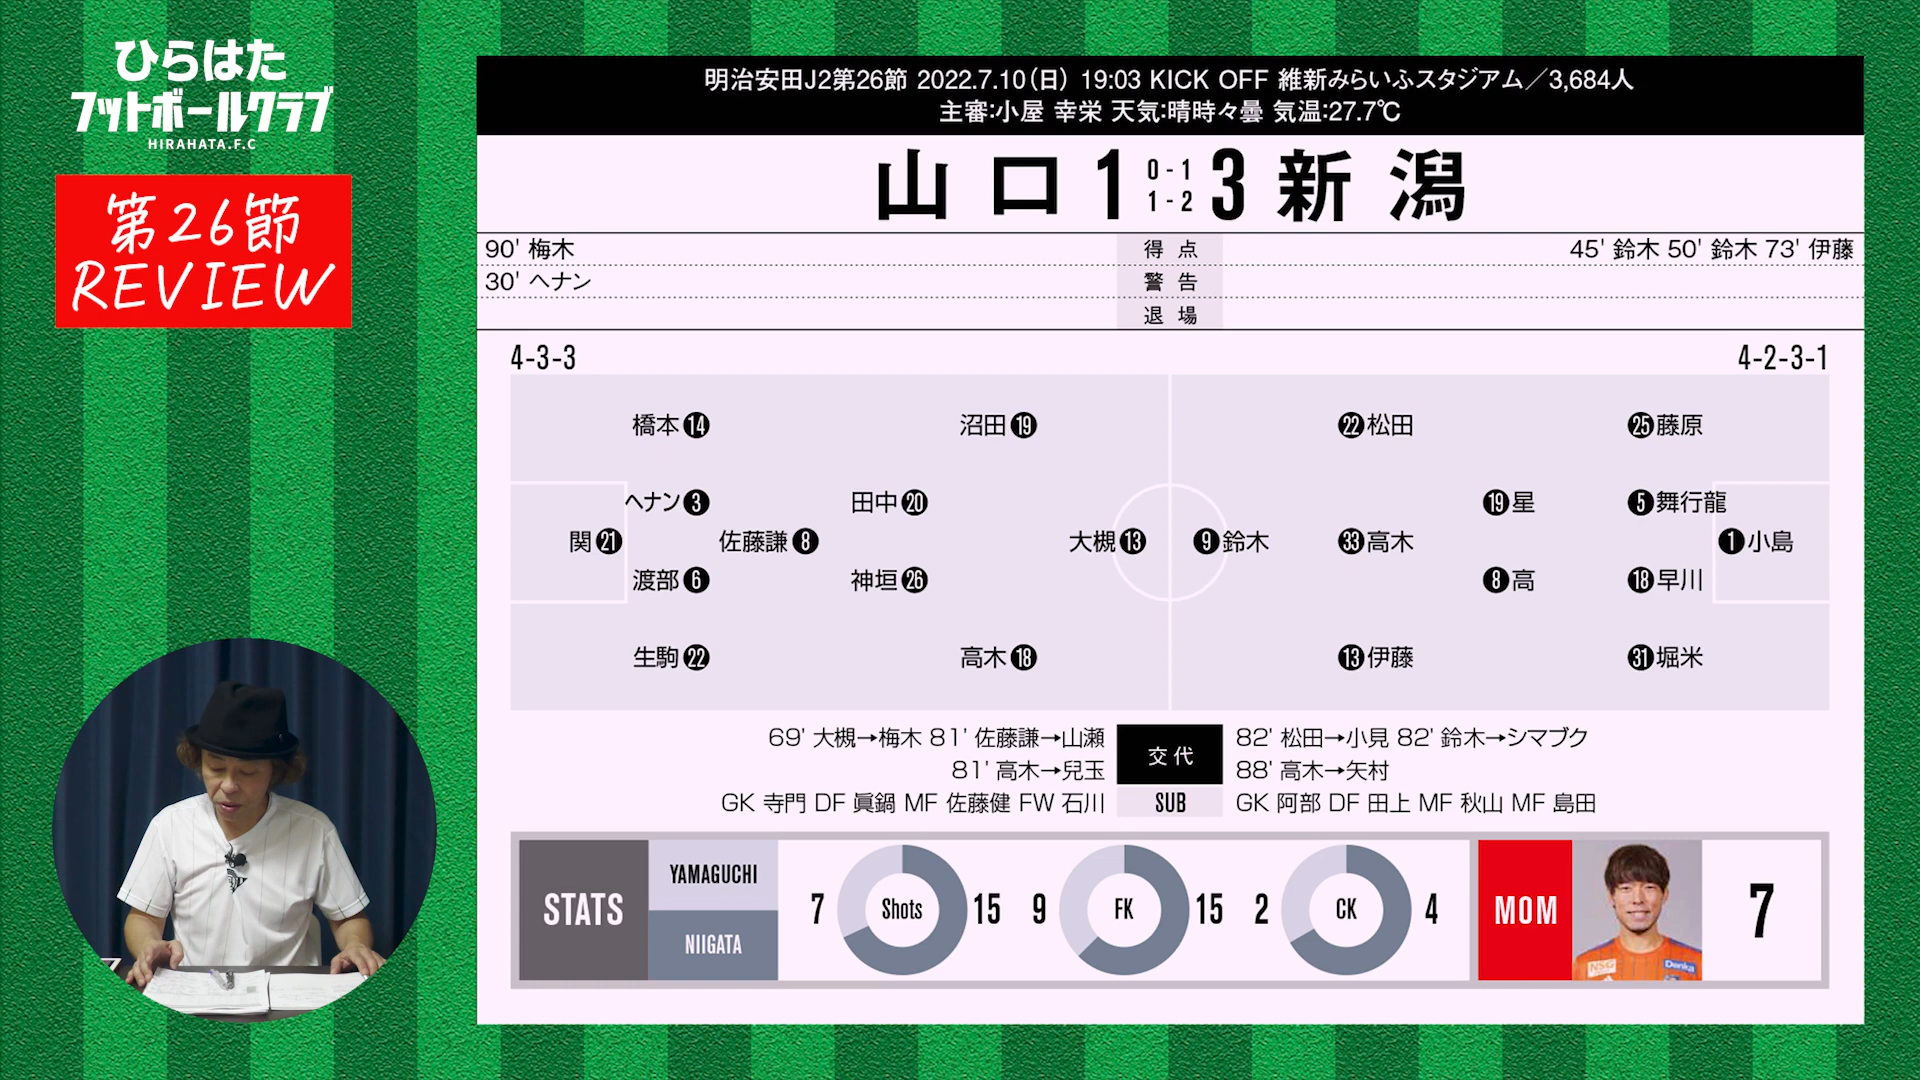 ひらはた
フットボールクラブ
HIRAHATA.F.C
第26節
REVIEW
明治安田J2第26節 2022.7.10(日) 19:03 KICK OFF 維新みらいふスタジアム／3,684人
主審:小屋 幸栄 天気:晴時々曇 気温:27.7℃
山口 1 0-1 1-2 3 新潟
90' 梅木 得点 45' 鈴木 50' 鈴木 73' 伊藤
30' ヘナン 警告
退場
4-3-3 4-2-3-1
橋本 14 沼田 19 22 松田 25 藤原
ヘナン 3 田中 20 19 星 5 舞行龍
関 21 佐藤謙 8 大槻 13 9 鈴木 33 高木 1 小島
渡部 6 神垣 26 8 高 18 早川
生駒 22 高木 18 13 伊藤 31 堀米
69' 大槻→梅木 81' 佐藤謙→山瀬 交代 82' 松田→小見 82' 鈴木→シマブク
81' 高木→兒玉 88' 高木→矢村
GK 寺門 DF 眞鍋 MF 佐藤健 FW 石川 SUB GK 阿部 DF 田上 MF 秋山 MF 島田
STATS YAMAGUCHI NIIGATA 7 Shots 15 9 FK 15 2 CK 4 MOM 7
NSG Denka